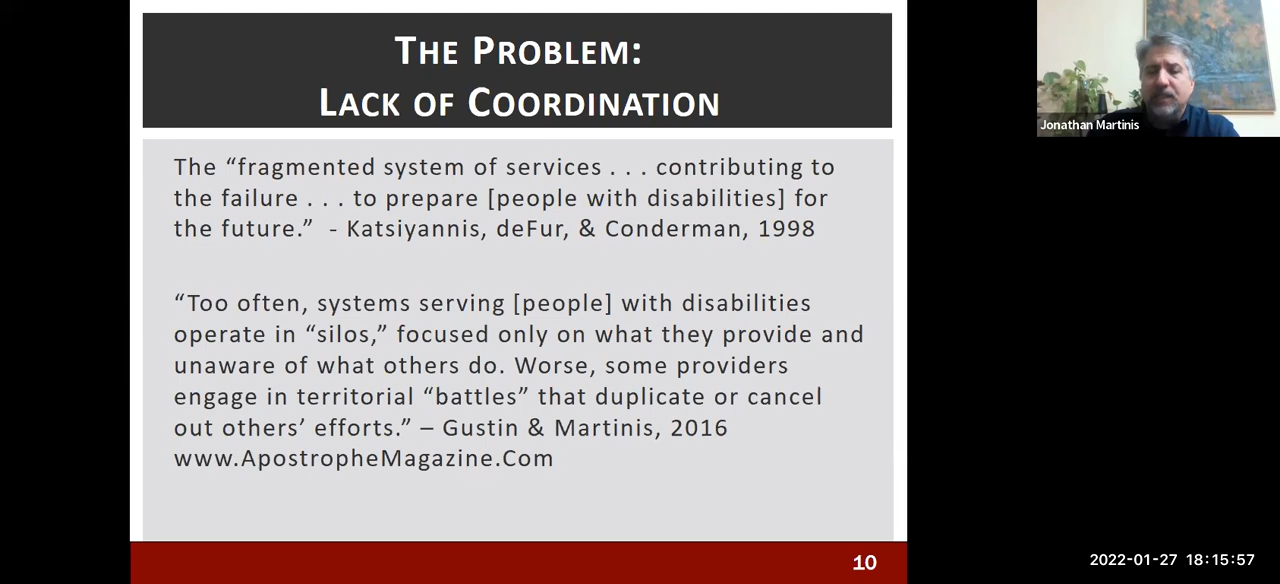 THE PROBLEM:
LACK OF COORDINATION
The “fragmented system of services . . . contributing to
the failure . . . to prepare [people with disabilities] for
the future.”  - Katsiyannis, deFur, & Conderman, 1998
“Too often, systems serving [people] with disabilities
operate in “silos,” focused only on what they provide and
unaware of what others do. Worse, some providers
engage in territorial “battles” that duplicate or cancel
out others’ efforts.” – Gustin & Martinis, 2016
www.ApostropheMagazine.Com
10
Jonathan Martinis
2022-01-27 18:15:57